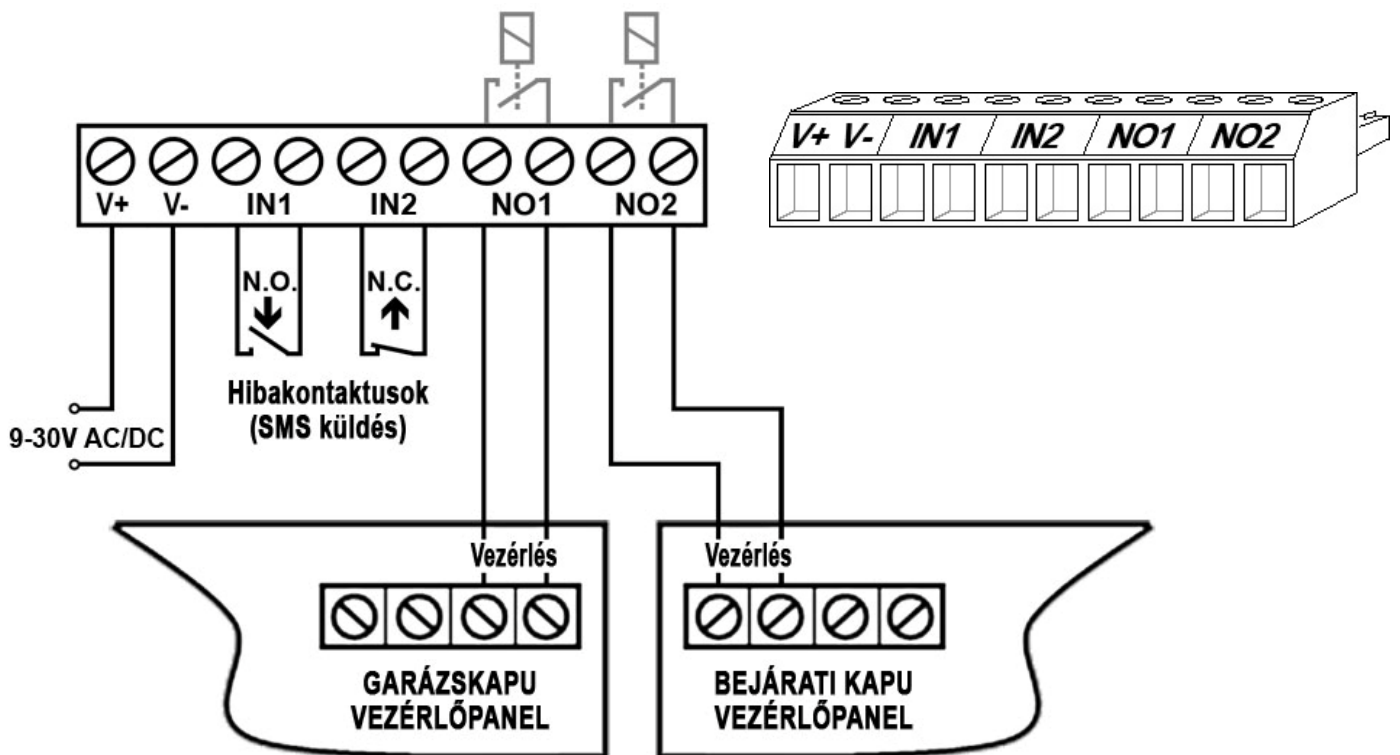 V+ V- IN1 IN2 NO1 NO2
V+ V- IN1 IN2 NO1 NO2
N.O. N.C.
Hibakontaktusok
(SMS küldés)
9-30V AC/DC
Vezérlés
GARÁZSKAPU
VEZÉRLŐPANEL
Vezérlés
BEJÁRATI KAPU
VEZÉRLŐPANEL